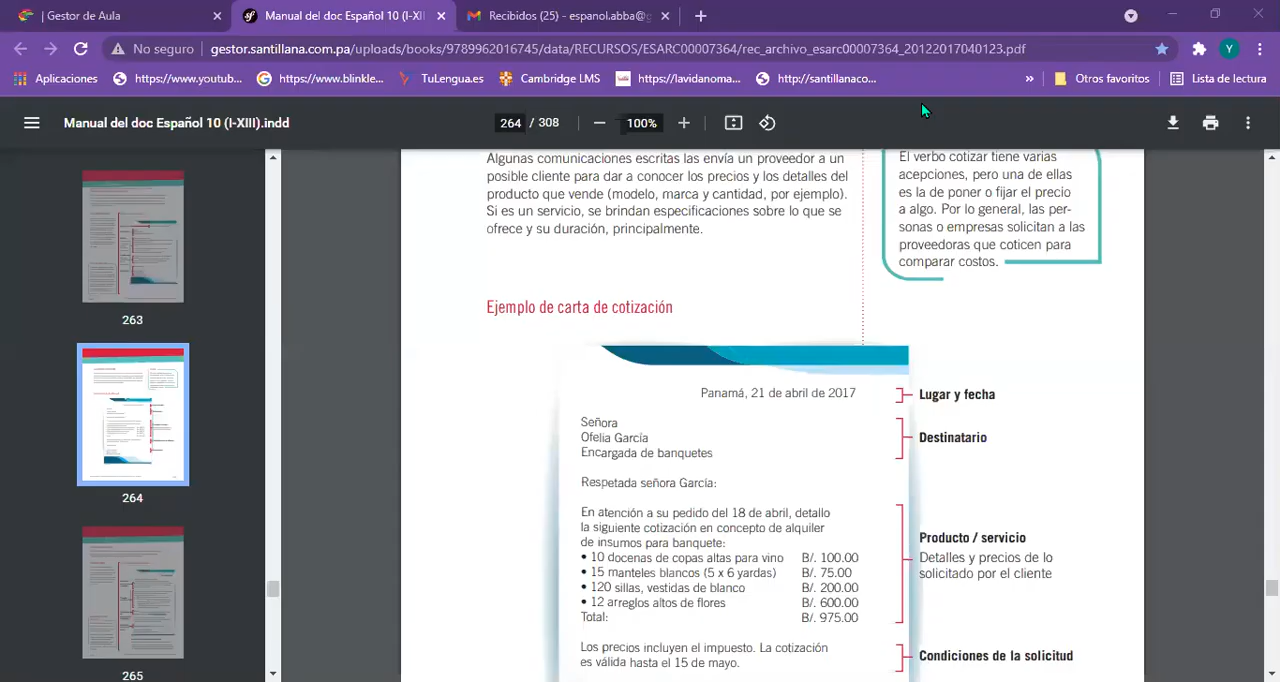 | Gestor de Aula
Manual del doc Español 10 (I-XII
Recibidos (25) - espanol.abba@g
No seguro | gestor.santillana.com.pa/uploads/books/9789962016745/data/RECURSOS/ESARC00007364/rec_archivo_esarc00007364_20122017040123.pdf
Y
Aplicaciones
https://www.youtub...
https://www.blinkle...
TuLengua.es
Cambridge LMS
https://lavidanoma...
http://santillanaco...
»
Otros favoritos
Lista de lectura
Manual del doc Español 10 (I-XIII).indd
264 / 308
100%
263
264
265
Algunas comunicaciones escritas las envía un proveedor a un
posible cliente para dar a conocer los precios y los detalles del
producto que vende (modelo, marca y cantidad, por ejemplo).
Si es un servicio, se brindan especificaciones sobre lo que se
ofrece y su duración, principalmente.
El verbo cotizar tiene varias
acepciones, pero una de ellas
es la de poner o fijar el precio
a algo. Por lo general, las per-
sonas o empresas solicitan a las
proveedoras que coticen para
comparar costos.
Ejemplo de carta de cotización
Panamá, 21 de abril de 2017
Lugar y fecha
Señora
Ofelia García
Encargada de banquetes
Destinatario
Respetada señora García:
En atención a su pedido del 18 de abril, detallo
la siguiente cotización en concepto de alquiler
de insumos para banquete:
• 10 docenas de copas altas para vino B/. 100.00
• 15 manteles blancos (5 x 6 yardas) B/. 75.00
• 120 sillas, vestidas de blanco B/. 200.00
• 12 arreglos altos de flores B/. 600.00
Total: B/. 975.00
Producto / servicio
Detalles y precios de lo
solicitado por el cliente
Los precios incluyen el impuesto. La cotización
es válida hasta el 15 de mayo.
Condiciones de la solicitud